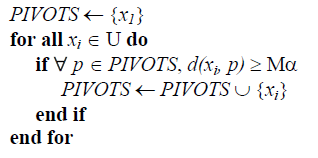 PIVOTS ← {x₁}
for all xᵢ ∈ U do
if ∀ p ∈ PIVOTS, d(xᵢ, p) ≥ Mα
PIVOTS ← PIVOTS ∪ {xᵢ}
end if
end for